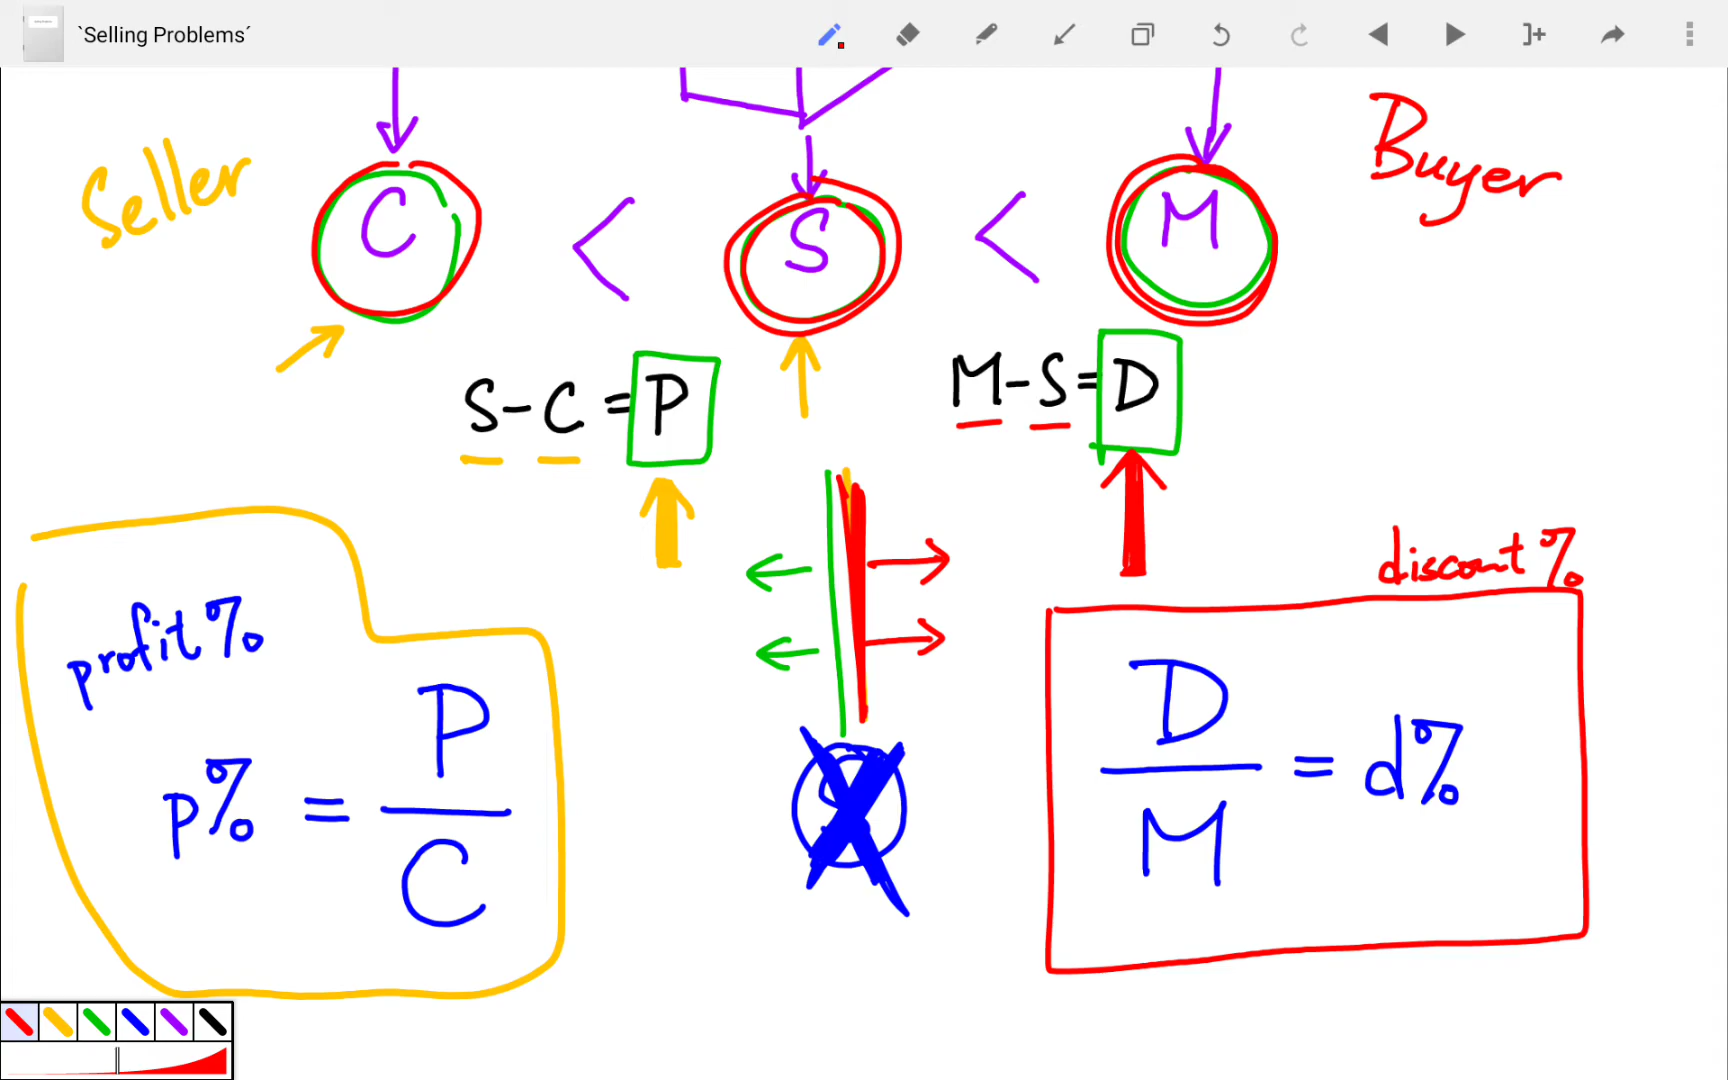 `Selling Problems´
Seller
Buyer
C < S < M
S - C = P
M - S = D
discount %
profit %
p% = P/C
D/M = d%